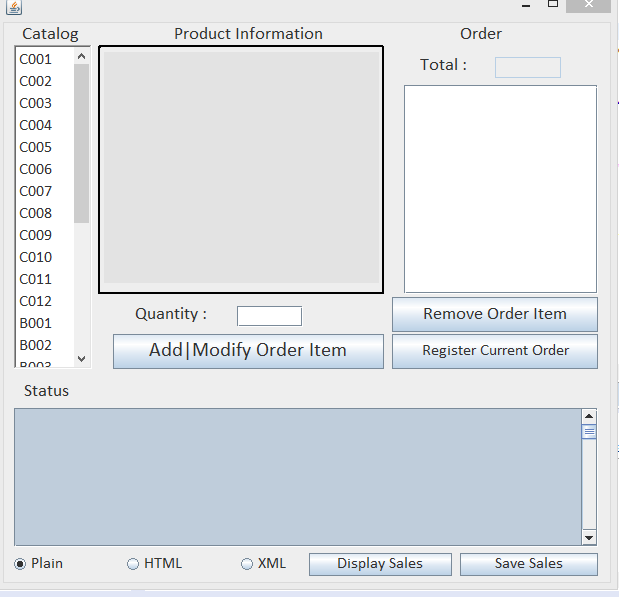 Catalog
Product Information
Order
Total :
C001
C002
C003
C004
C005
C006
C007
C008
C009
C010
C011
C012
B001
B002
B003
Quantity :
Remove Order Item
Add|Modify Order Item
Register Current Order
Status
Plain
HTML
XML
Display Sales
Save Sales